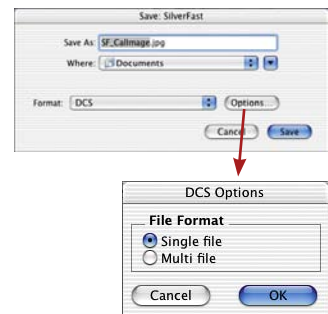 Save: SilverFast
Save As: SF_CalImage.jpg
Where: Documents
Format: DCS Options...
Cancel Save
DCS Options
File Format
Single file
Multi file
Cancel OK